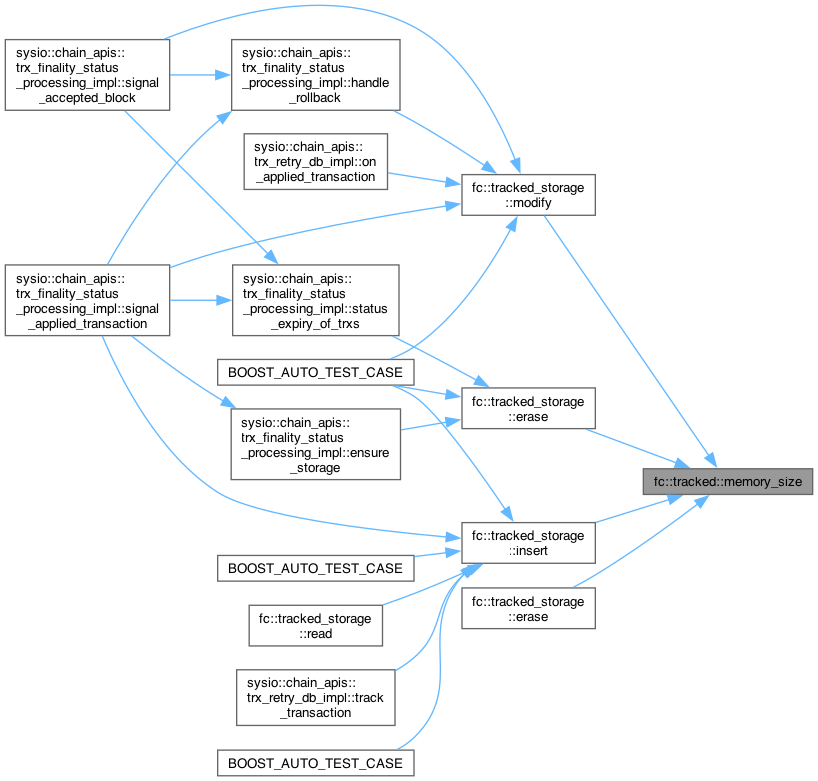 sysio::chain_apis::
trx_finality_status
_processing_impl::signal
_accepted_block
sysio::chain_apis::
trx_finality_status
_processing_impl::handle
_rollback
sysio::chain_apis::
trx_retry_db_impl::on
_applied_transaction
fc::tracked_storage
::modify
sysio::chain_apis::
trx_finality_status
_processing_impl::signal
_applied_transaction
sysio::chain_apis::
trx_finality_status
_processing_impl::status
_expiry_of_trxs
BOOST_AUTO_TEST_CASE
fc::tracked_storage
::erase
sysio::chain_apis::
trx_finality_status
_processing_impl::ensure
_storage
fc::tracked::memory_size
fc::tracked_storage
::insert
BOOST_AUTO_TEST_CASE
fc::tracked_storage
::erase
fc::tracked_storage
::read
sysio::chain_apis::
trx_retry_db_impl::track
_transaction
BOOST_AUTO_TEST_CASE